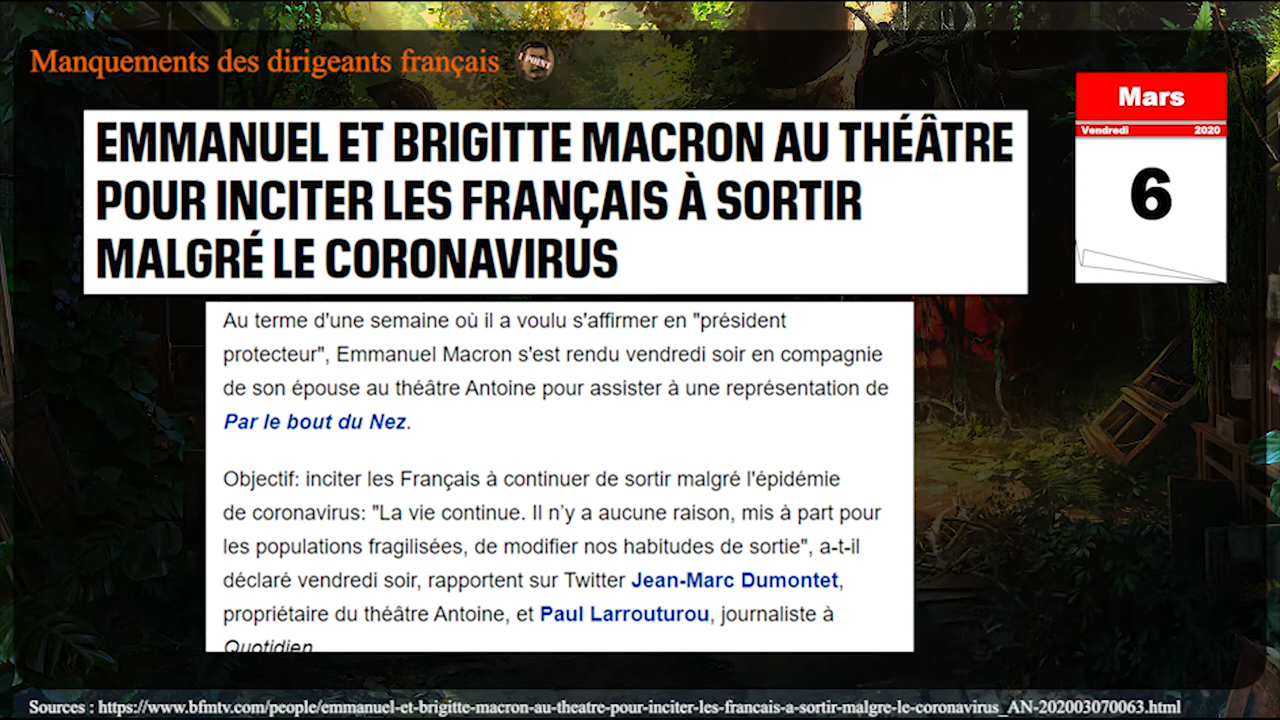 Manquements des dirigeants français
1 POINT
Mars
Vendredi 2020
6
EMMANUEL ET BRIGITTE MACRON AU THÉÂTRE
POUR INCITER LES FRANÇAIS À SORTIR
MALGRÉ LE CORONAVIRUS
Au terme d'une semaine où il a voulu s'affirmer en "président
protecteur", Emmanuel Macron s'est rendu vendredi soir en compagnie
de son épouse au théâtre Antoine pour assister à une représentation de
Par le bout du Nez.
Objectif: inciter les Français à continuer de sortir malgré l'épidémie
de coronavirus: "La vie continue. Il n’y a aucune raison, mis à part pour
les populations fragilisées, de modifier nos habitudes de sortie", a-t-il
déclaré vendredi soir, rapportent sur Twitter Jean-Marc Dumontet,
propriétaire du théâtre Antoine, et Paul Larrouturou, journaliste à
Quotidien
Sources : https://www.bfmtv.com/people/emmanuel-et-brigitte-macron-au-theatre-pour-inciter-les-francais-a-sortir-malgre-le-coronavirus_AN-202003070063.html